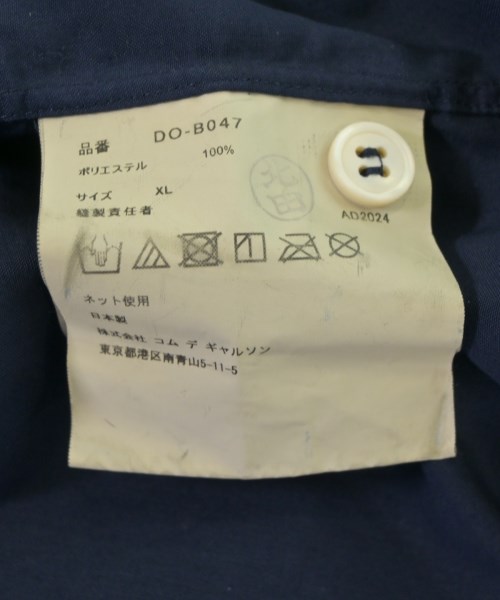 品番 DO-B047
ポリエステル 100%
サイズ XL
縫製責任者
北田
AD2024
ネット使用
日本製
株式会社 コム デ ギャルソン
東京都港区南青山5-11-5